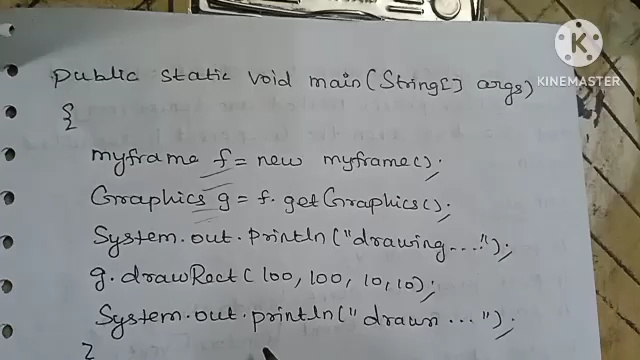 KINEMASTER
public static void main(String[] args)
{
myframe f = new myframe();
Graphics g = f.getGraphics();
System.out.println("drawing....");
g.drawRect(100, 100, 10, 10);
System.out.println("drawn ...");
}